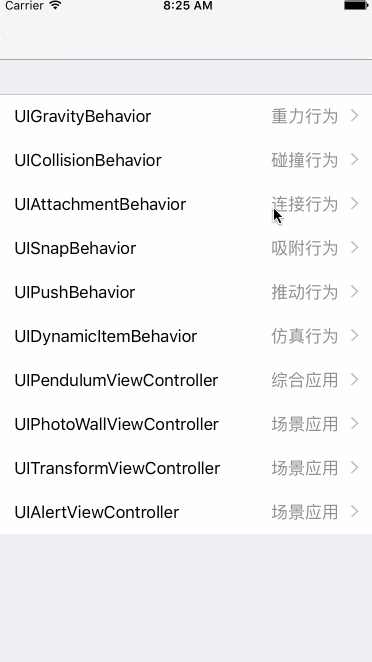 Carrier 8:25 AM
UIGravityBehavior 重力行为
UICollisionBehavior 碰撞行为
UIAttachmentBehavior 连接行为
UISnapBehavior 吸附行为
UIPushBehavior 推动行为
UIDynamicItemBehavior 仿真行为
UIPendulumViewController 综合应用
UIPhotoWallViewController 场景应用
UITransformViewController 场景应用
UIAlertViewController 场景应用